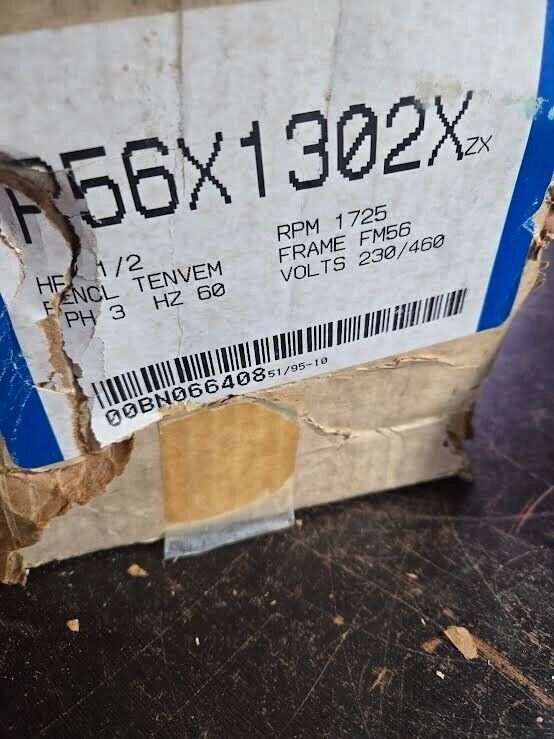 P56X1302X ZX
HP 1/2 RPM 1725
ENCL TENVEM FRAME FM56
PH 3 HZ 60 VOLTS 230/460
00BN066408 51/95-10